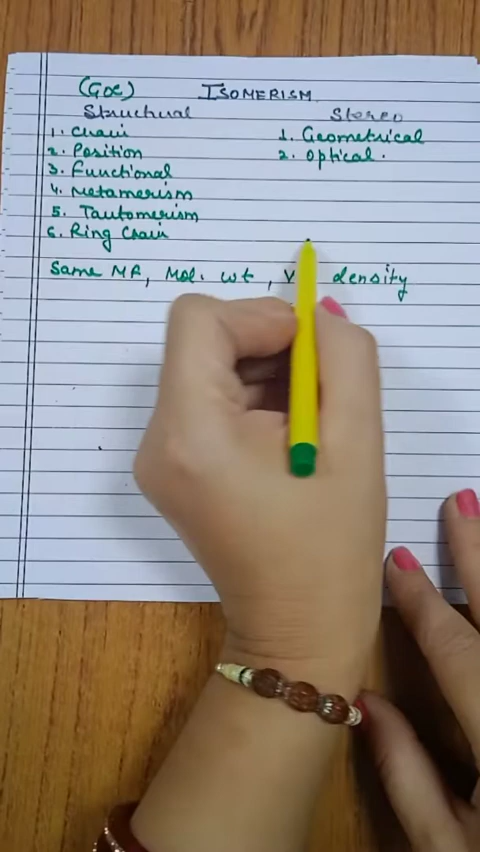 (GOC) ISOMERISM
Structural Stereo
1. Chain 1. Geometrical
2. Position 2. Optical.
3. Functional
4. Metamerism
5. Tautomerism
6. Ring Chain
Same MF, Mol. wt, V density